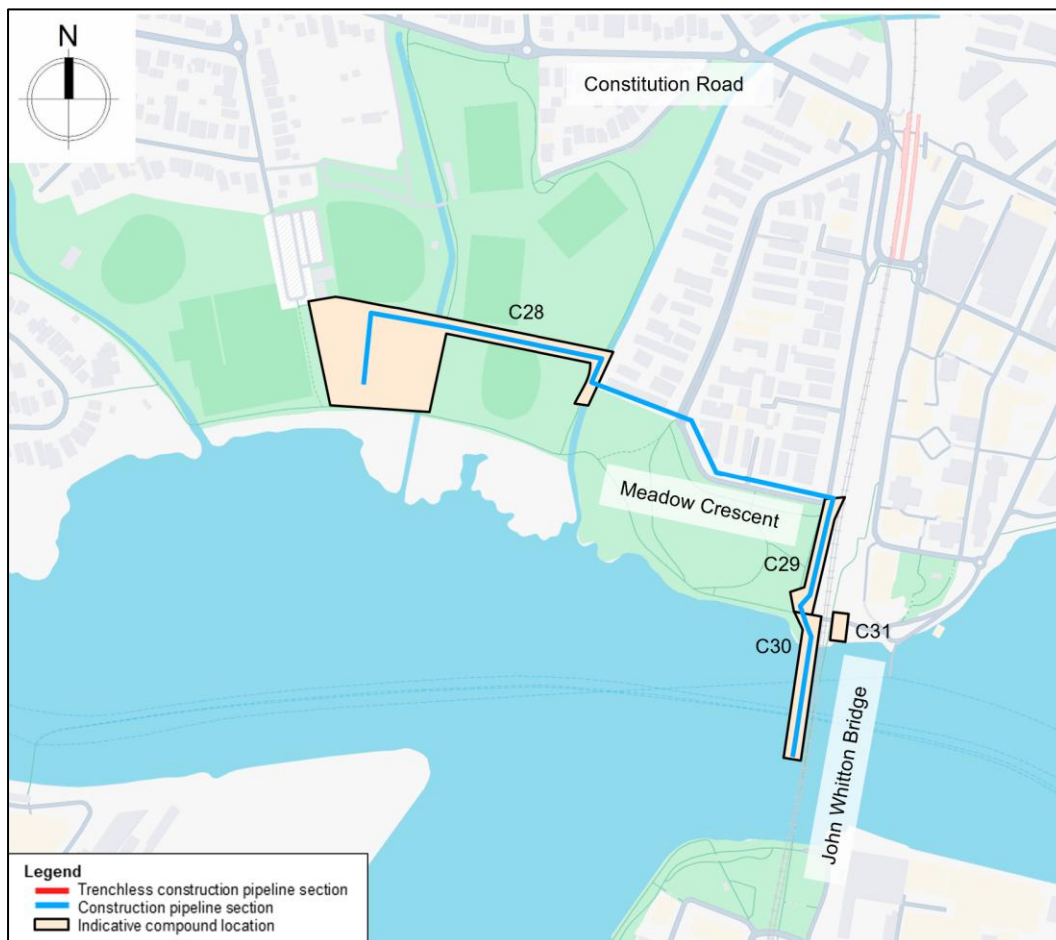 N
Constitution Road
C28
Meadow Crescent
C29
C31
C30
John Whitton Bridge
Legend
Trenchless construction pipeline section
Construction pipeline section
Indicative compound location